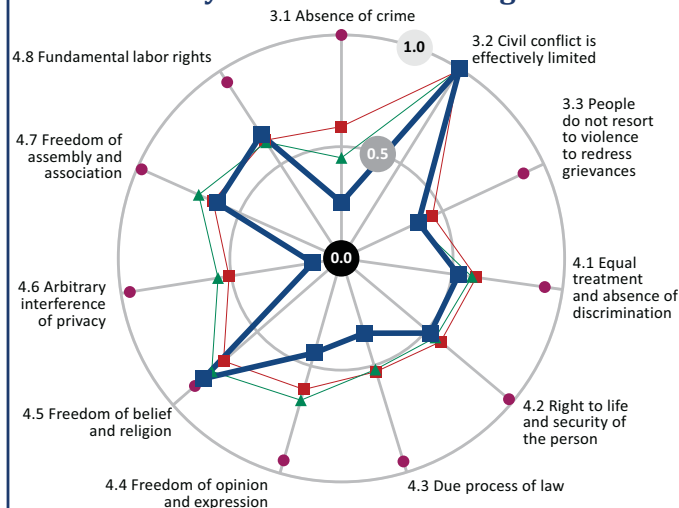 3.1 Absence of crime
1.0
3.2 Civil conflict is
effectively limited
4.8 Fundamental labor rights
3.3 People
do not resort
to violence
to redress
grievances
0.5
4.7 Freedom of
assembly and
association
0.0
4.1 Equal
treatment
and absence of
discrimination
4.6 Arbitrary
interference
of privacy
4.5 Freedom of belief
and religion
4.2 Right to life
and security of
the person
4.4 Freedom of opinion
and expression
4.3 Due process of law